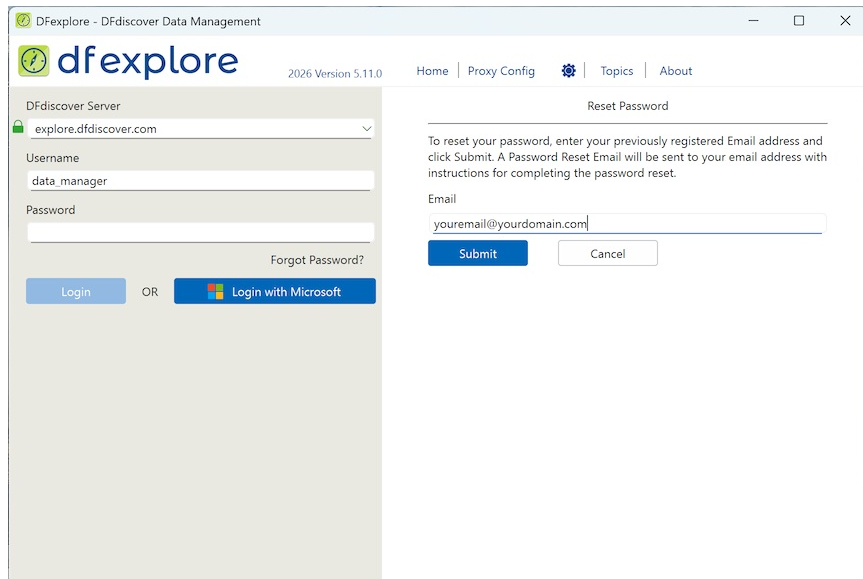 DFexplore - DFdiscover Data Management
dfexplore
2026 Version 5.11.0
Home
Proxy Config
Topics
About
DFdiscover Server
explore.dfdiscover.com
Username
data_manager
Password
Forgot Password?
Login
OR
Login with Microsoft
Reset Password
To reset your password, enter your previously registered Email address and
click Submit. A Password Reset Email will be sent to your email address with
instructions for completing the password reset.
Email
youremail@yourdomain.com
Submit
Cancel